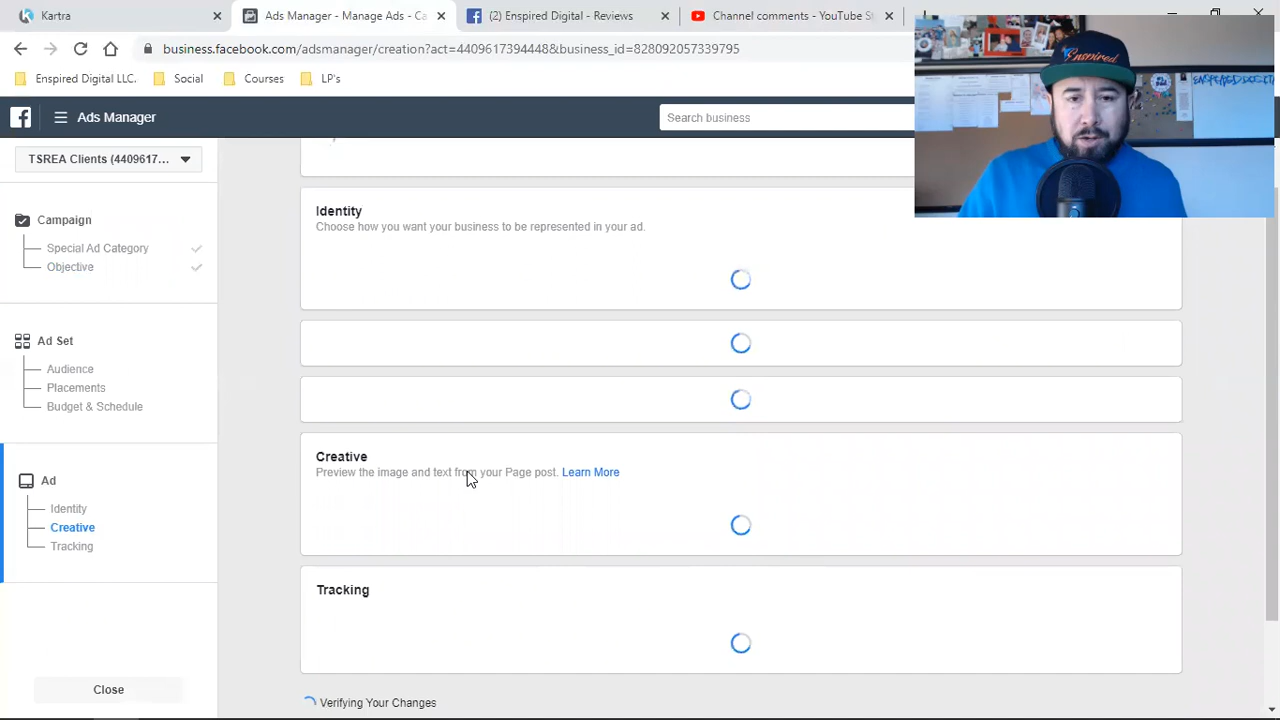 Kartra
Ads Manager - Manage Ads - Ca
(2) Enspired Digital - Reviews
Channel comments - YouTube S
business.facebook.com/adsmanager/creation?act=4409617394448&business_id=828092057339795
Enspired Digital LLC.
Social
Courses
LP's
Ads Manager
Search business
Enspired
TSREA Clients (4409617...
Campaign
Special Ad Category
Objective
Ad Set
Audience
Placements
Budget & Schedule
Ad
Identity
Creative
Tracking
Close
Identity
Choose how you want your business to be represented in your ad.
Creative
Preview the image and text from your Page post. Learn More
Tracking
Verifying Your Changes